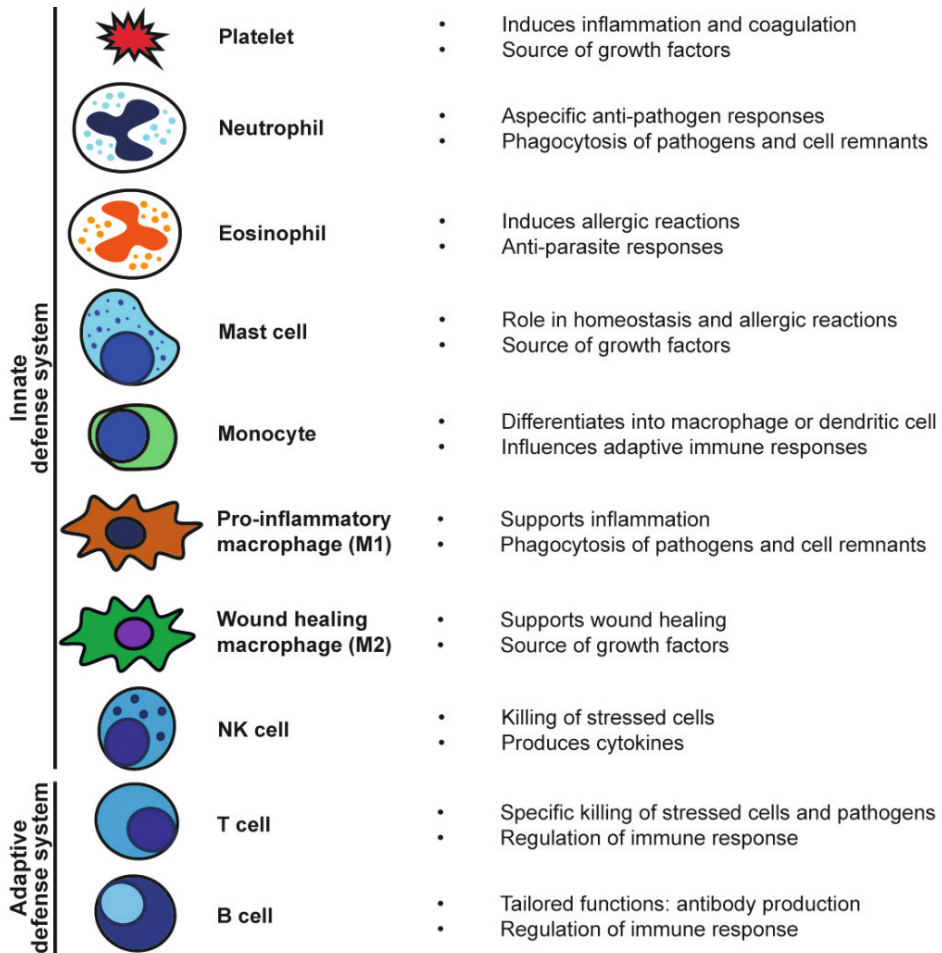 Innate
defense system
Platelet
• Induces inflammation and coagulation
• Source of growth factors
Neutrophil
• Aspecific anti-pathogen responses
• Phagocytosis of pathogens and cell remnants
Eosinophil
• Induces allergic reactions
• Anti-parasite responses
Mast cell
• Role in homeostasis and allergic reactions
• Source of growth factors
Monocyte
• Differentiates into macrophage or dendritic cell
• Influences adaptive immune responses
Pro-inflammatory
macrophage (M1)
• Supports inflammation
• Phagocytosis of pathogens and cell remnants
Wound healing
macrophage (M2)
• Supports wound healing
• Source of growth factors
NK cell
• Killing of stressed cells
• Produces cytokines
Adaptive
defense system
T cell
• Specific killing of stressed cells and pathogens
• Regulation of immune response
B cell
• Tailored functions: antibody production
• Regulation of immune response